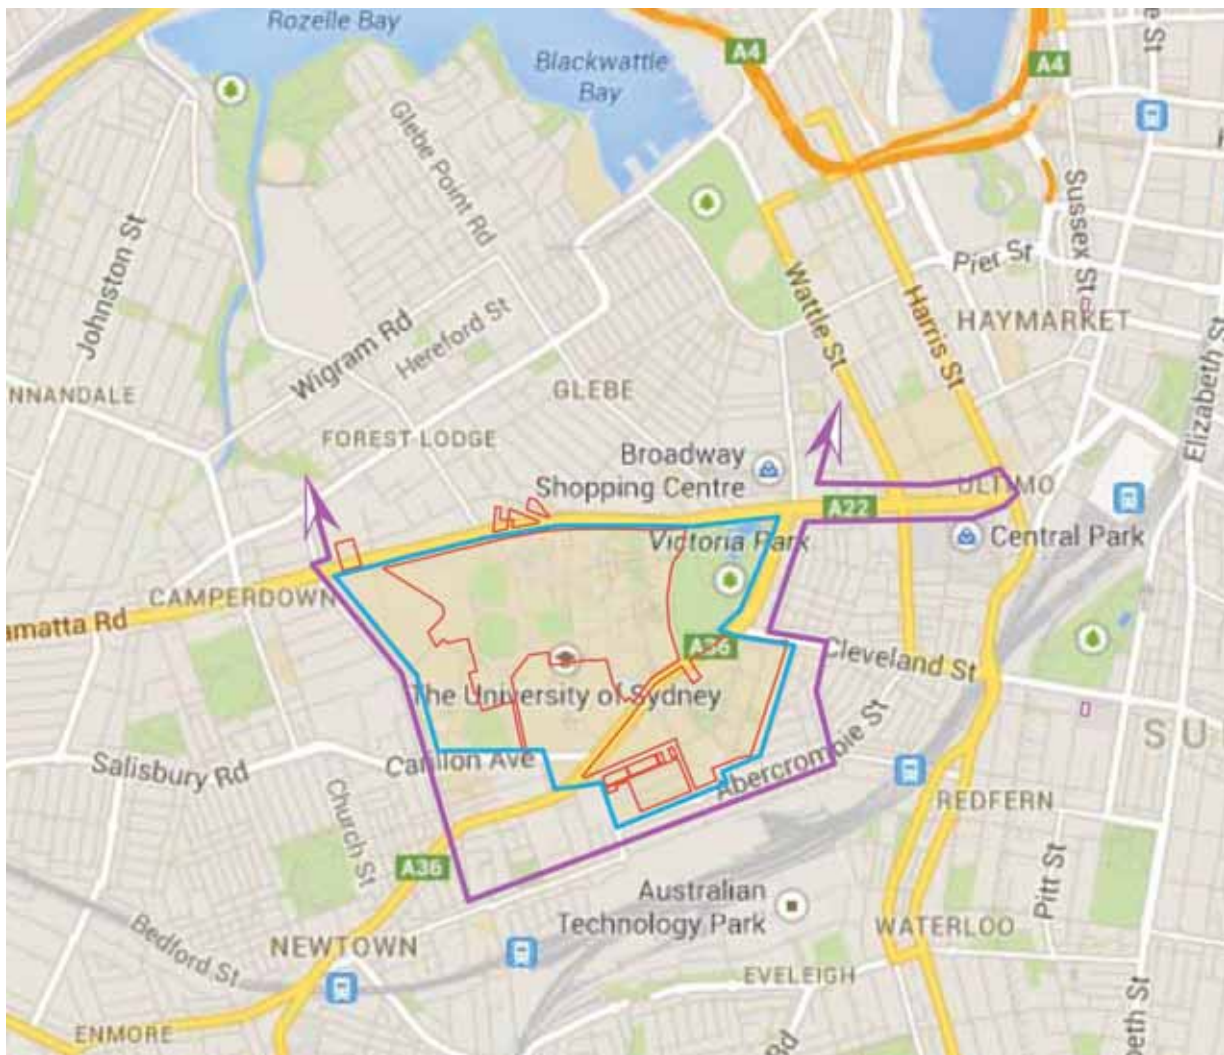 Rozelle Bay
Blackwattle
Bay
A4
A4
Glebe Point Rd
Sussex St
Johnston St
Pier St
Wattle St
Harris St
HAYMARKET
Elizabeth St
Wigram Rd
Hereford St
NNANDALE
GLEBE
FOREST LODGE
Broadway
Shopping Centre
A22
Central Park
Victoria Park
CAMPERDOWN
amatta Rd
A36
Cleveland St
The University of Sydney
Abercrombie St
S U
Carillon Ave
Salisbury Rd
Church St
REDFERN
Pitt St
A36
Australian
Technology Park
WATERLOO
NEWTOWN
Bedford St
EVELEIGH
ENMORE
eth St
Rd